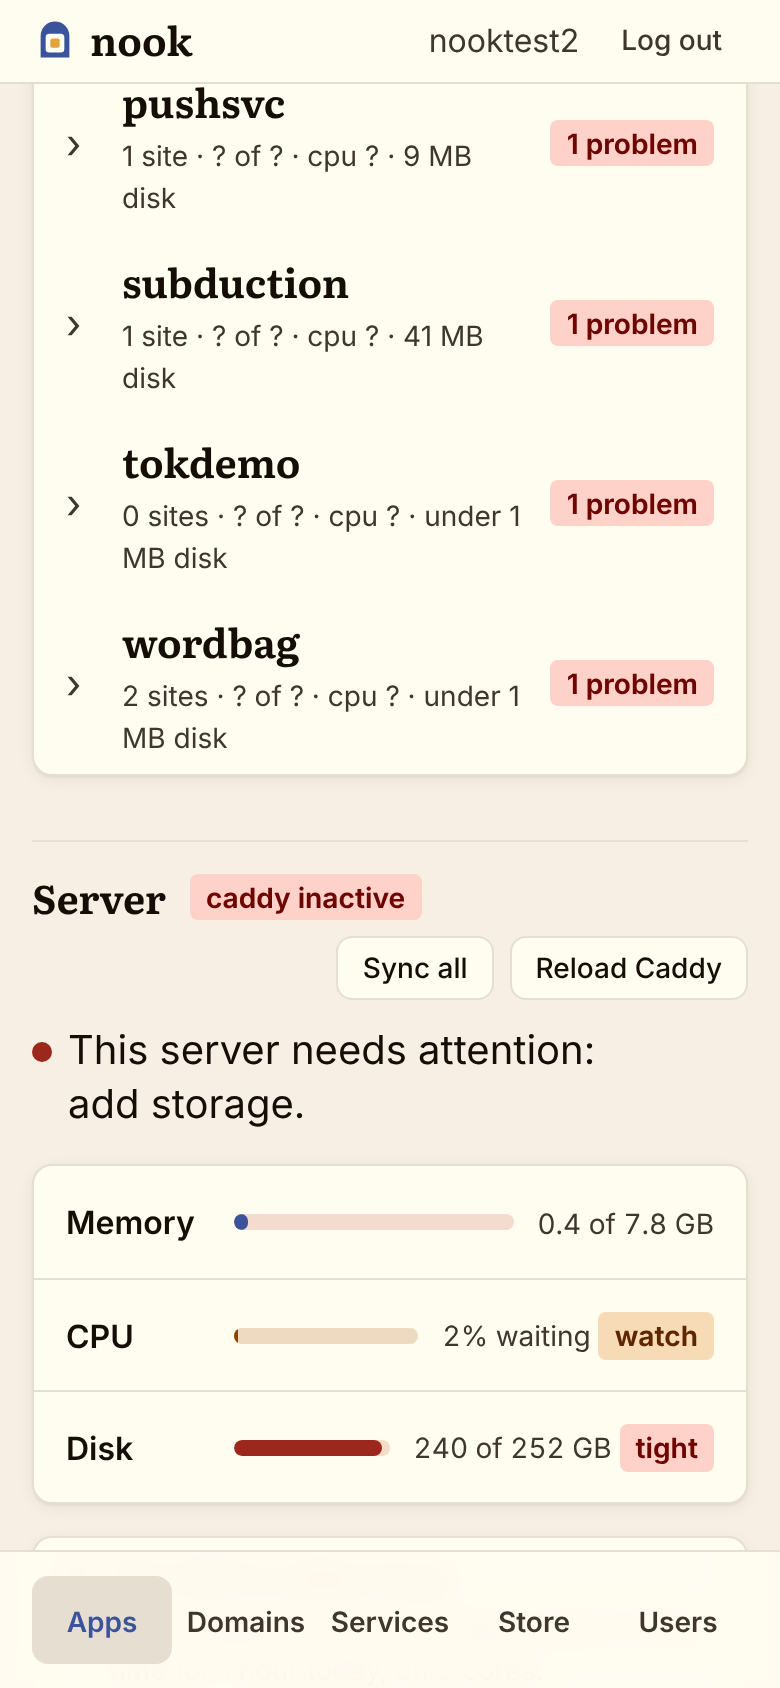 nook
nooktest2
Log out
pushsvc
1 site · ? of ? · cpu ? · 9 MB
disk
1 problem
subduction
1 site · ? of ? · cpu ? · 41 MB
disk
1 problem
tokdemo
0 sites · ? of ? · cpu ? · under 1
MB disk
1 problem
wordbag
2 sites · ? of ? · cpu ? · under 1
MB disk
1 problem
Server
caddy inactive
Sync all
Reload Caddy
This server needs attention:
add storage.
Memory
0.4 of 7.8 GB
CPU
2% waiting
watch
Disk
240 of 252 GB
tight
Apps
Domains
Services
Store
Users